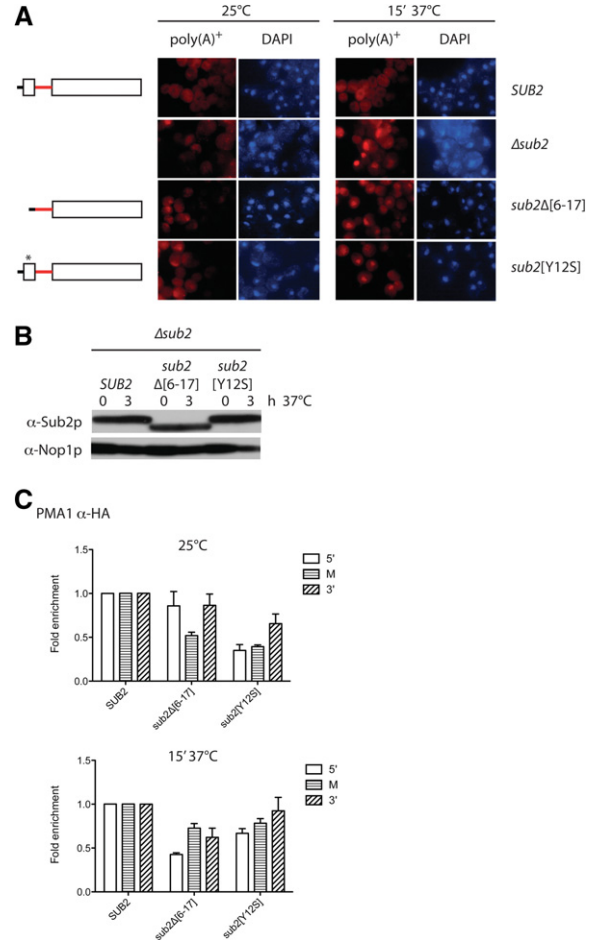 A
25°C
15' 37°C
poly(A)+
DAPI
poly(A)+
DAPI
SUB2
Δsub2
sub2Δ[6-17]
*
sub2[Y12S]
B
Δsub2
SUB2
sub2 Δ[6-17]
sub2 [Y12S]
0 3 0 3 0 3 h 37°C
α-Sub2p
α-Nop1p
C
PMA1 α-HA
25°C
Fold enrichment
1.5
1.0
0.5
0.0
SUB2
sub2Δ[6-17]
sub2[Y12S]
5'
M
3'
15' 37°C
Fold enrichment
1.5
1.0
0.5
0.0
SUB2
sub2Δ[6-17]
sub2[Y12S]
5'
M
3'